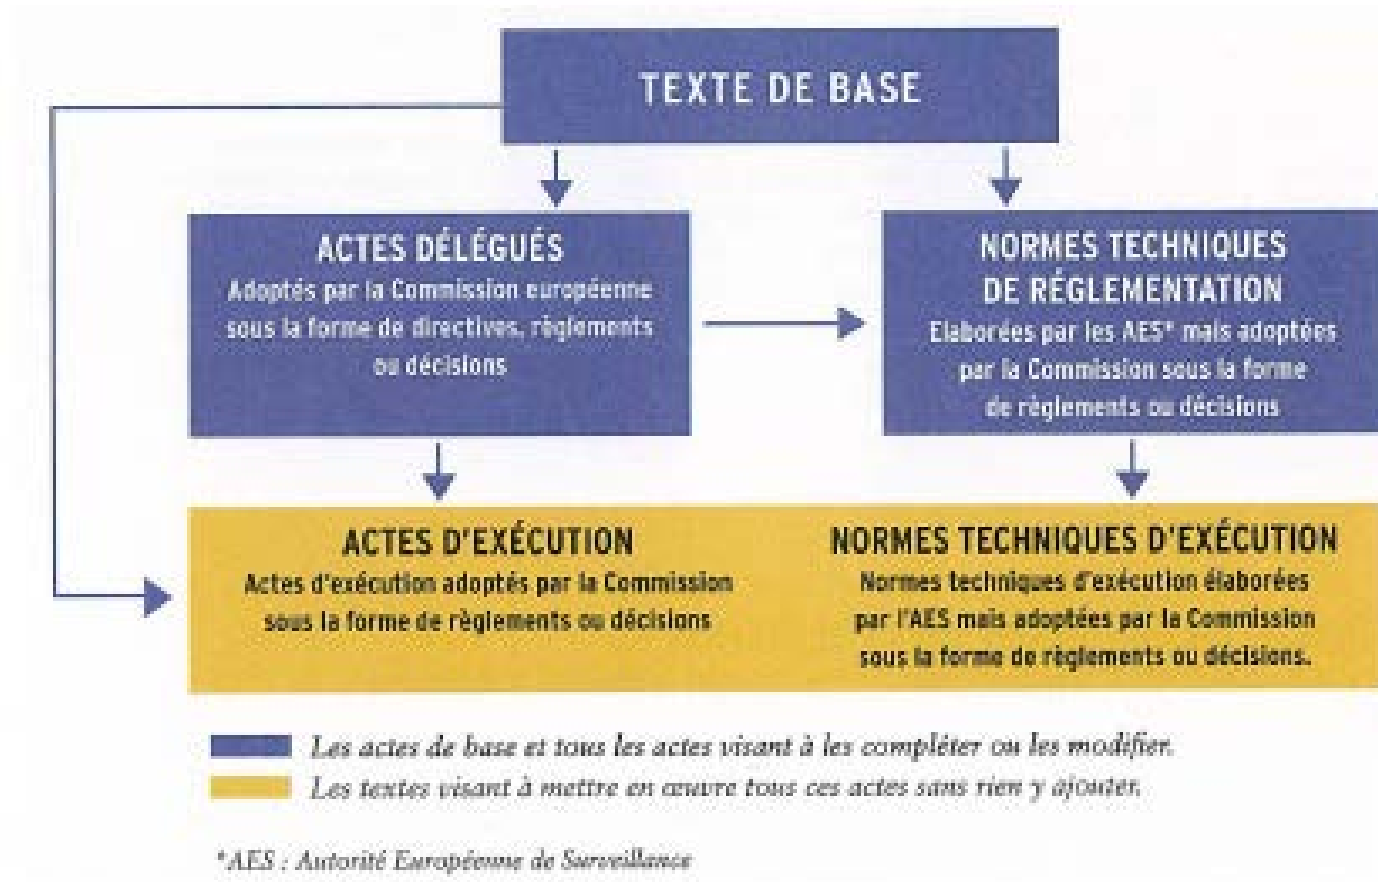 TEXTE DE BASE
ACTES DÉLÉGUÉS
Adoptés par la Commission européenne
sous la forme de directives, règlements
ou décisions
NORMES TECHNIQUES
DE RÉGLEMENTATION
Elaborées par les AES* mais adoptées
par la Commission sous la forme
de règlements ou décisions
ACTES D'EXÉCUTION
Actes d'exécution adoptés par la Commission
sous la forme de règlements ou décisions
NORMES TECHNIQUES D'EXÉCUTION
Normes techniques d'exécution élaborées
par l'AES mais adoptées par la Commission
sous la forme de règlements ou décisions.
Les actes de base et tous les actes visant à les compléter ou les modifier.
Les textes visant à mettre en œuvre tous ces actes sans rien y ajouter.
*AES : Autorité Européenne de Surveillance